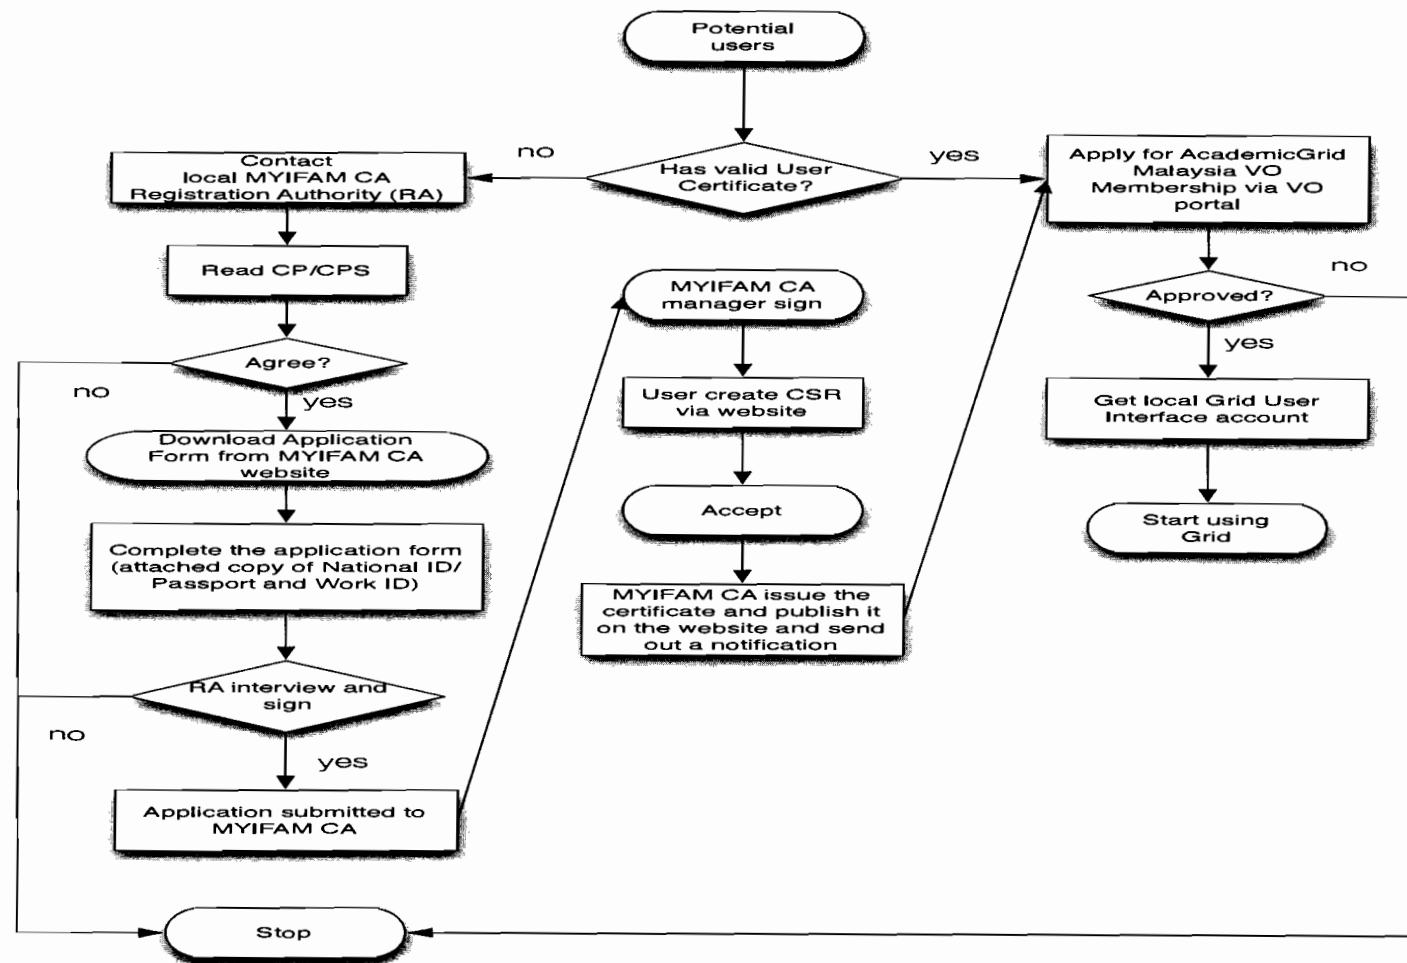 Potential
users
no
Has valid User
Certificate?
yes
Contact
local MYIFAM CA
Registration Authority (RA)
Read CP/CPS
Agree?
no
yes
Download Application
Form from MYIFAM CA
website
Complete the application form
(attached copy of National ID/
Passport and Work ID)
RA interview and
sign
no
yes
Application submitted to
MYIFAM CA
MYIFAM CA
manager sign
User create CSR
via website
Accept
MYIFAM CA issue the
certificate and publish it
on the website and send
out a notification
Apply for AcademicGrid
Malaysia VO
Membership via VO
portal
no
Approved?
yes
Get local Grid User
Interface account
Start using
Grid
Stop